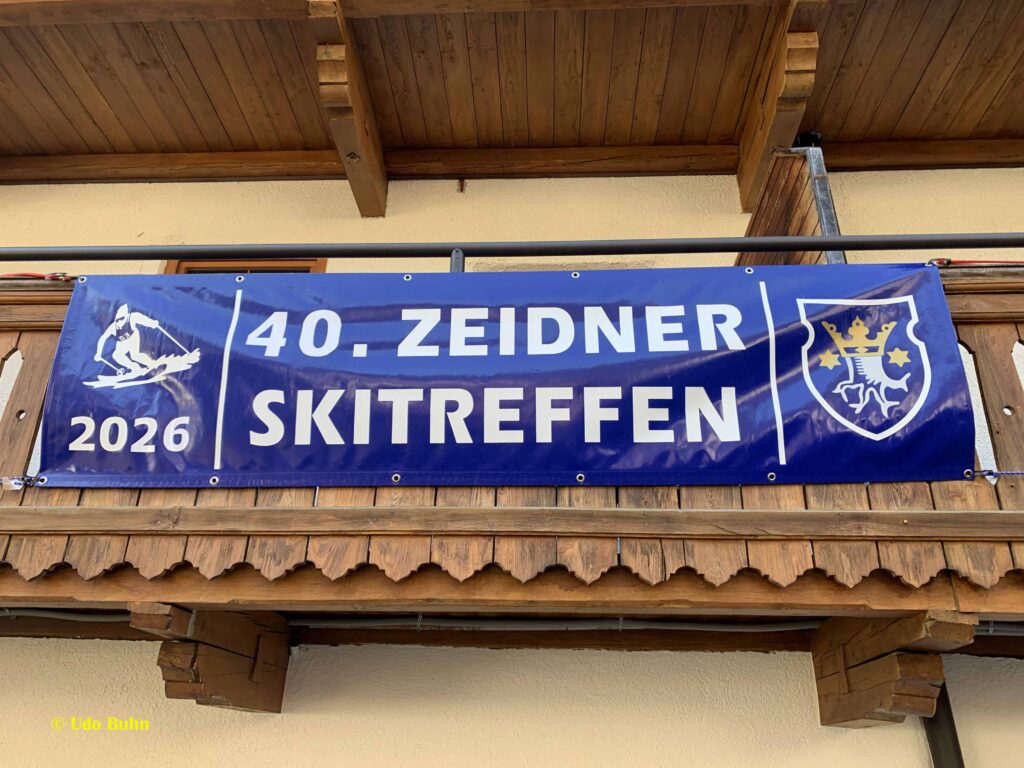 40. ZEIDNER
SKITREFFEN
2026
© Udo Buhn